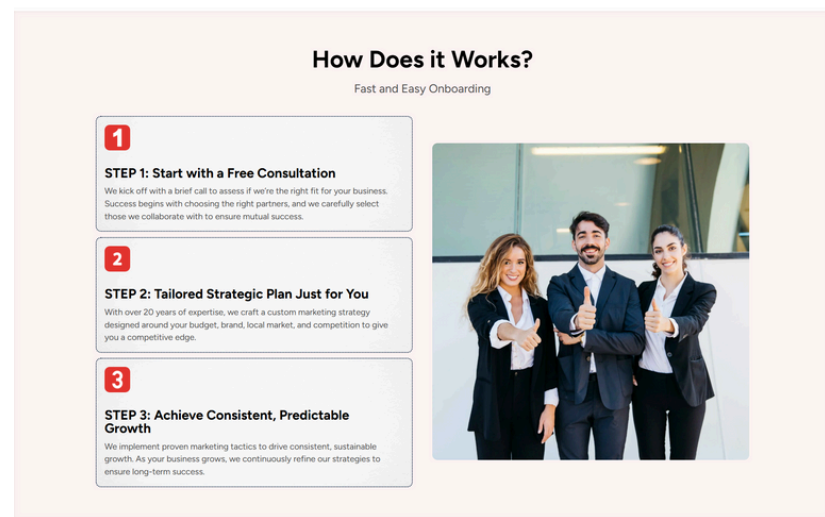 How Does it Works?
Fast and Easy Onboarding
1
STEP 1: Start with a Free Consultation
We kick off with a brief call to assess if we're the right fit for your business.
Success begins with choosing the right partners, and we carefully select
those we collaborate with to ensure mutual success.
2
STEP 2: Tailored Strategic Plan Just for You
With over 20 years of expertise, we craft a custom marketing strategy
designed around your budget, brand, local market, and competition to give
you a competitive edge.
3
STEP 3: Achieve Consistent, Predictable
Growth
We implement proven marketing tactics to drive consistent, sustainable
growth. As your business grows, we continuously refine our strategies to
ensure long-term success.